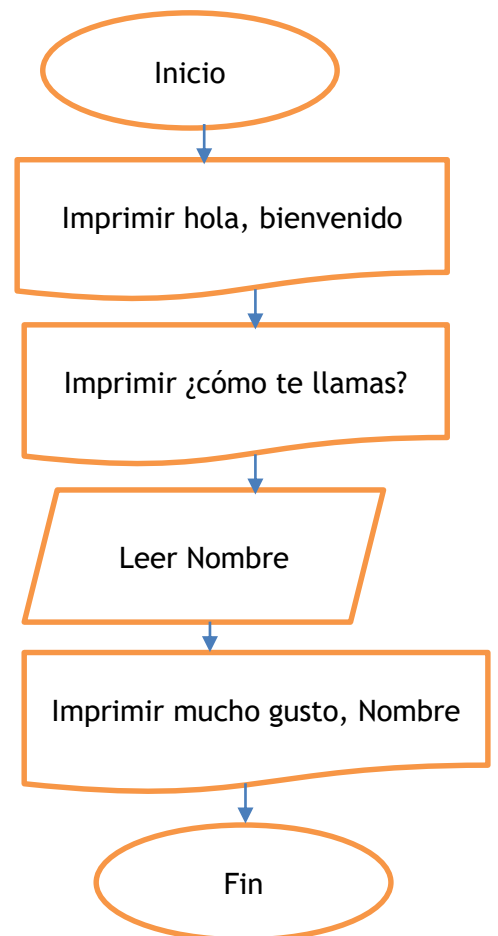 Inicio
Imprimir hola, bienvenido
Imprimir ¿cómo te llamas?
Leer Nombre
Imprimir mucho gusto, Nombre
Fin